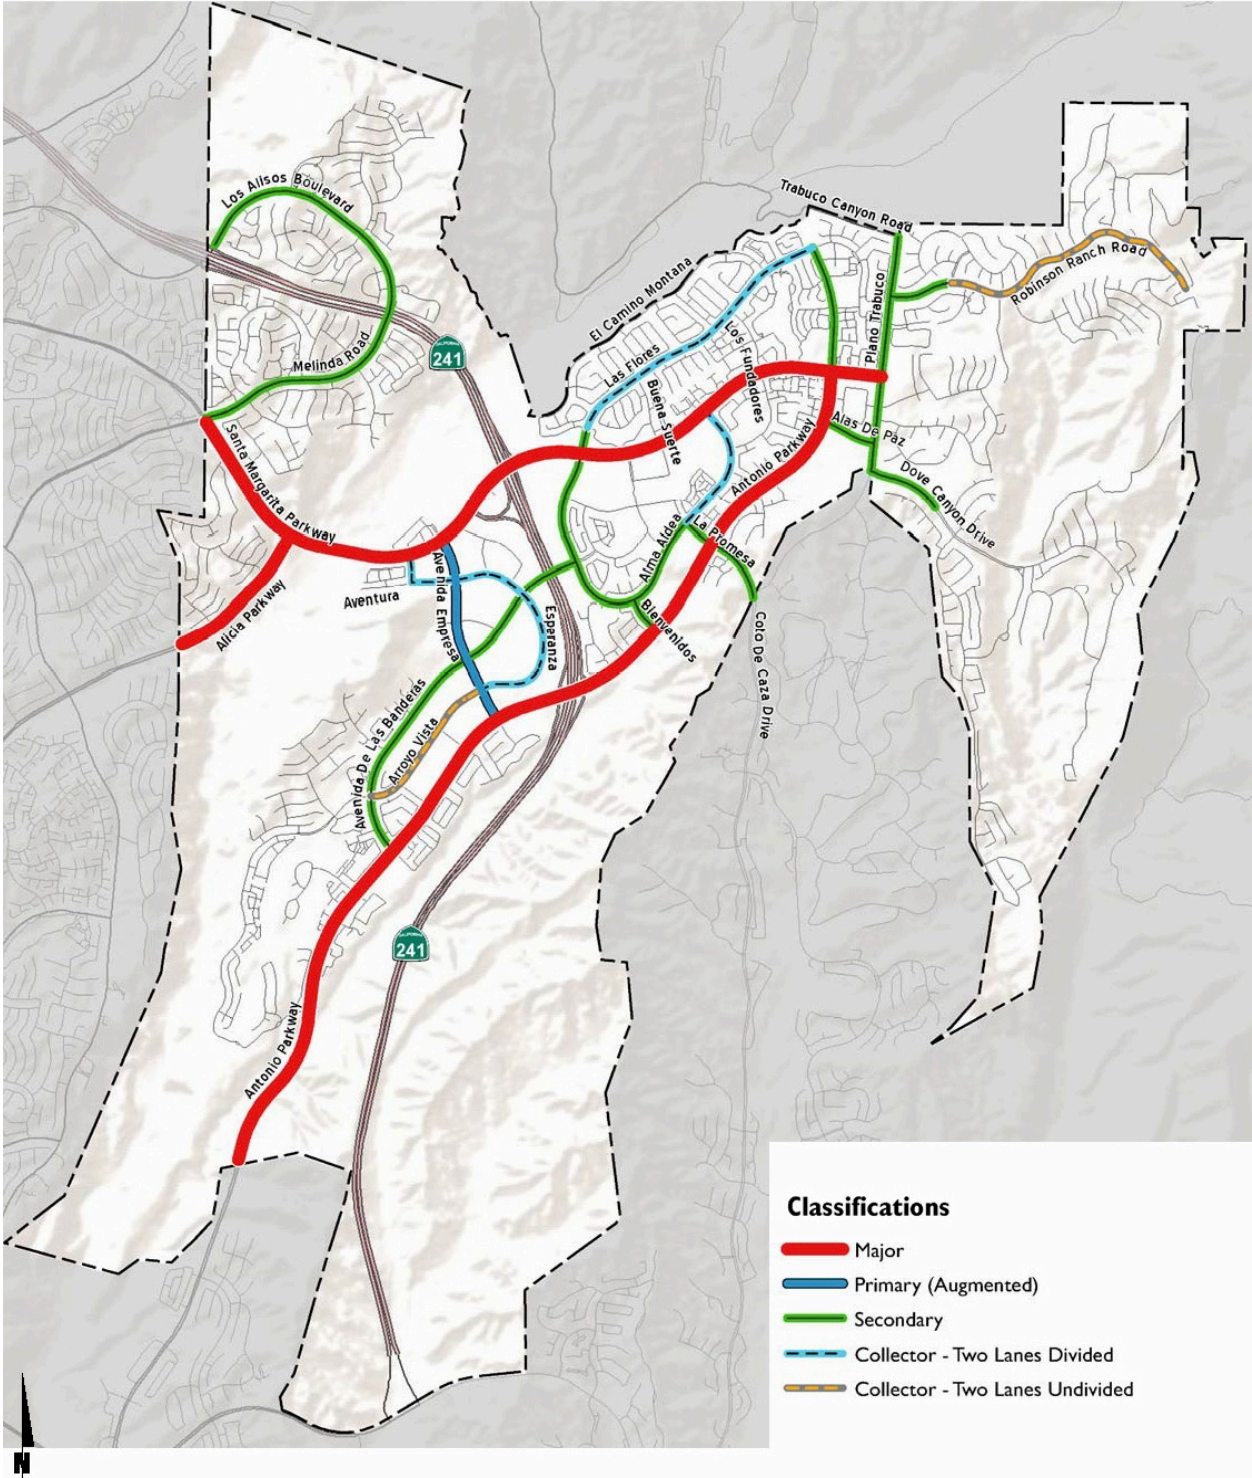 Los Alisos Boulevard
Trabuco Canyon Road
El Camino Montana
Robinson Ranch Road
Plano Trabuco
CALIFORNIA
241
Melinda Road
Las Flores
Los Fundadores
Buena Suerte
Santa Margarita Parkway
Antonio Parkway
Alas De Paz
Dove Canyon Drive
La Promesa
Alma Aldea
Avenida Empresa
Aventura
Alicia Parkway
Esperanza
Bienvenidos
Coto De Caza Drive
Avenida De Las Banderas
Arroyo Vista
CALIFORNIA
241
Antonio Parkway
Classifications
Major
Primary (Augmented)
Secondary
Collector - Two Lanes Divided
Collector - Two Lanes Undivided
N